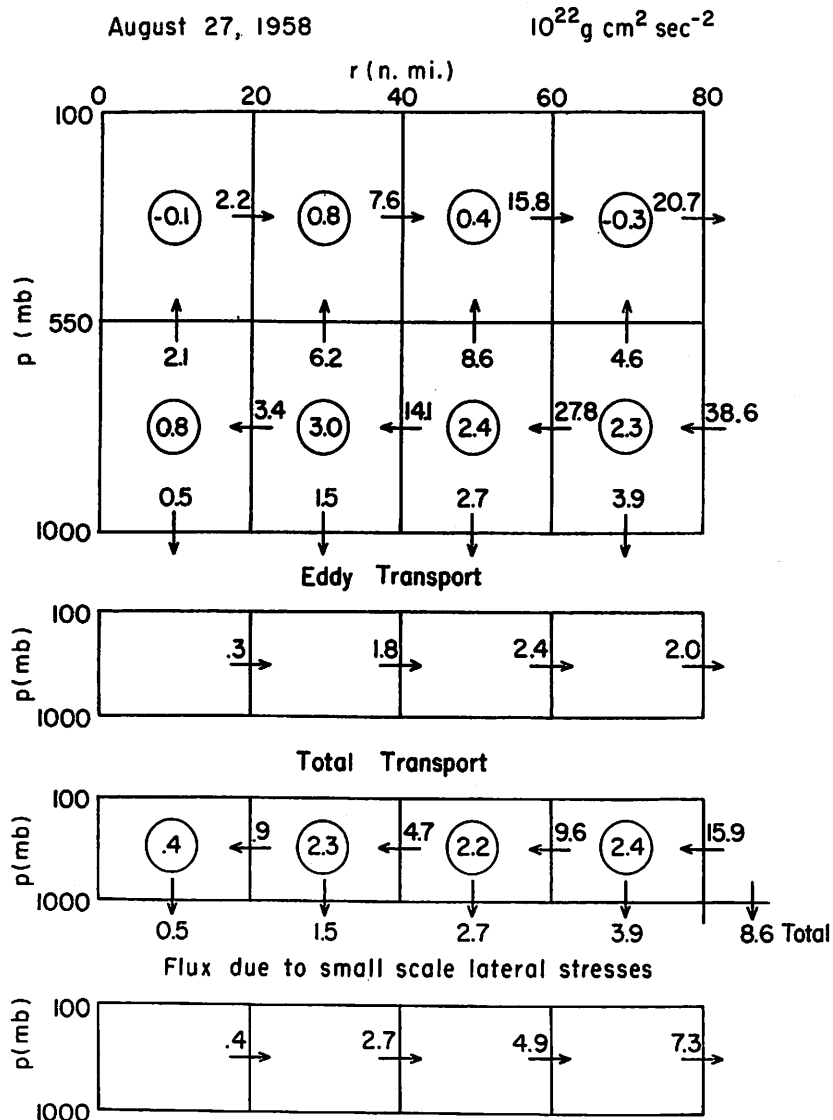 August 27, 1958 10²²g cm² sec⁻²
r (n. mi.)
0 20 40 60 80
100
-0.1 2.2 0.8 7.6 0.4 15.8 -0.3 20.7
p (mb)
550
2.1 6.2 8.6 4.6
0.8 3.4 3.0 14.1 2.4 27.8 2.3 38.6
0.5 1.5 2.7 3.9
1000
Eddy Transport
100
p(mb)
.3 1.8 2.4 2.0
1000
Total Transport
100
p(mb)
.4 .9 2.3 4.7 2.2 9.6 2.4 15.9
1000
0.5 1.5 2.7 3.9 8.6 Total
Flux due to small scale lateral stresses
100
p(mb)
.4 2.7 4.9 7.3
1000